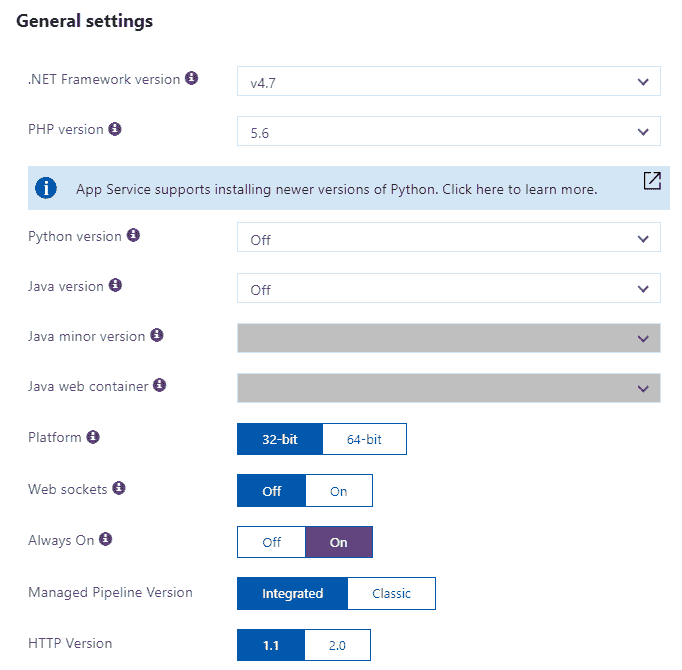 General settings
.NET Framework version
v4.7
PHP version
5.6
App Service supports installing newer versions of Python. Click here to learn more.
Python version
Off
Java version
Off
Java minor version
Java web container
Platform
32-bit 64-bit
Web sockets
Off On
Always On
Off On
Managed Pipeline Version
Integrated Classic
HTTP Version
1.1 2.0